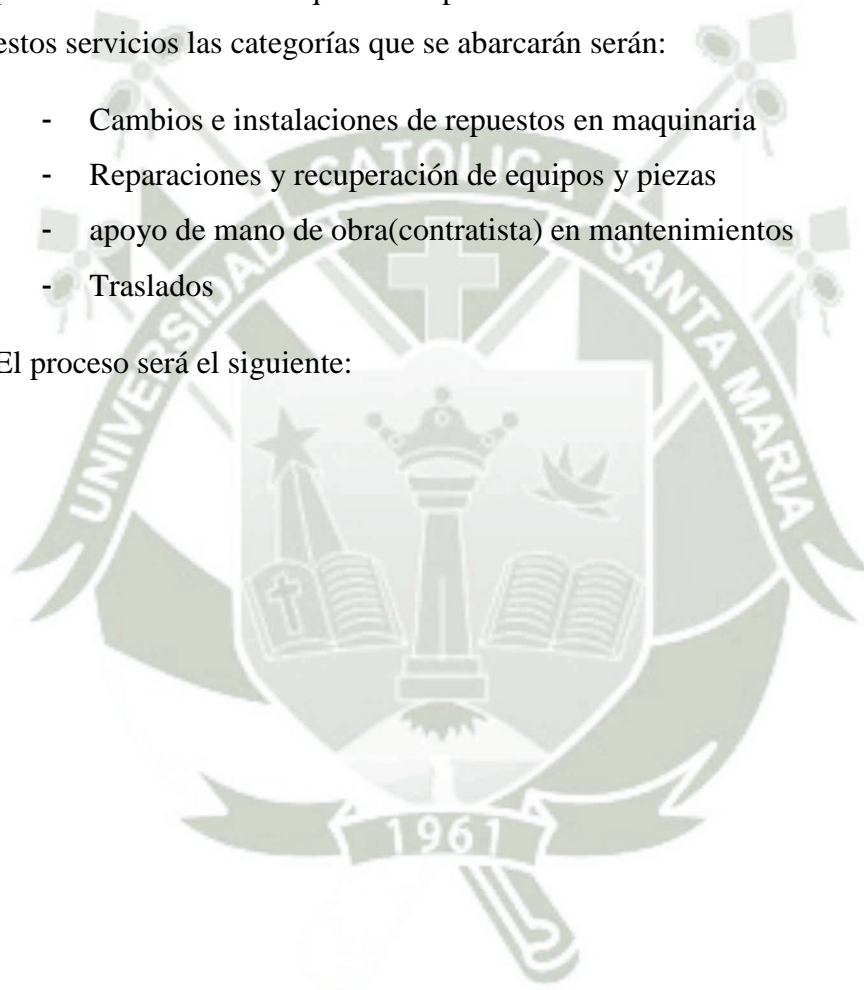 estos servicios las categorías que se abarcarán serán:
- Cambios e instalaciones de repuestos en maquinaria
- Reparaciones y recuperación de equipos y piezas
- apoyo de mano de obra(contratista) en mantenimientos
- Traslados
El proceso será el siguiente:
UNIVERSIDAD CATOLICA SANTA MARIA
1961